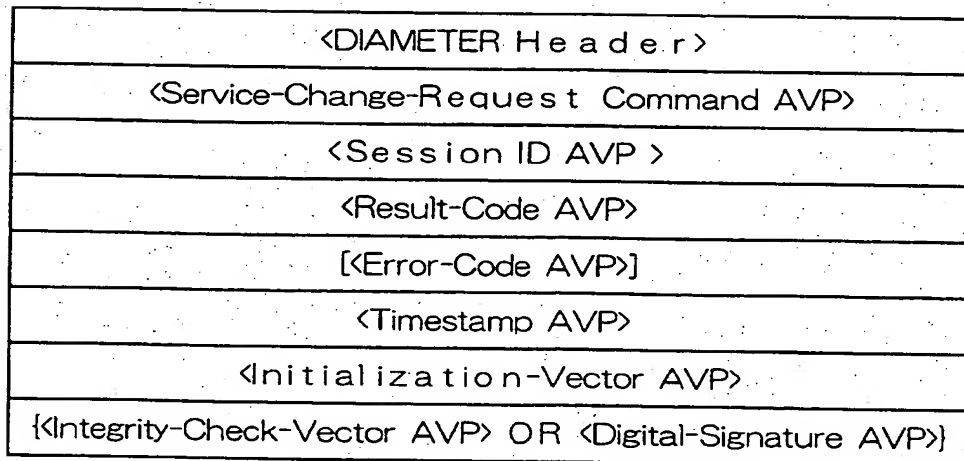 <DIAMETER Header>
<Service-Change-Request Command AVP>
<Session ID AVP >
<Result-Code AVP>
[<Error-Code AVP>]
<Timestamp AVP>
<Initialization-Vector AVP>
{<Integrity-Check-Vector AVP> OR <Digital-Signature AVP>}